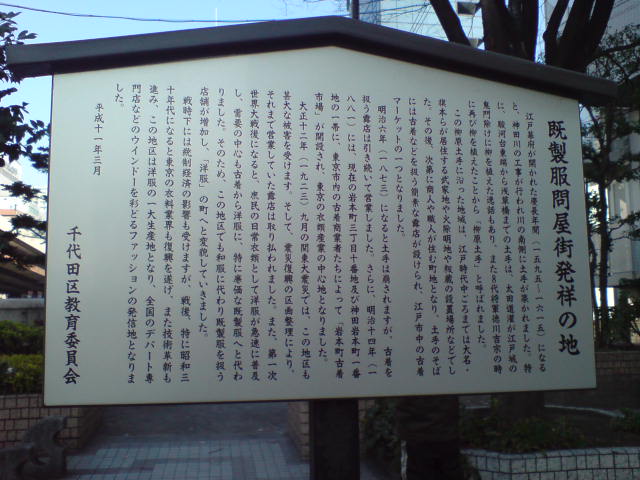 既製服問屋街発祥の地
江戸幕府が開かれた慶長年間（一五九五-一六一五）になる
と、神田川の工事が行われ川の南側に土手が築かれました。特
に、駿河台東端から浅草橋までの土手は、太田道灌が江戸城の
鬼門除けに柳を植えた逸話もあり、また八代将軍徳川吉宗の時
に再び柳を植えたことから「柳原土手」と呼ばれました。
この柳原土手に沿った地域は、江戸時代中ごろまでは大名・
旗本らが居住する武家地や火除明地や籾蔵の設置場所などでし
た。その後、次第に商人や職人が住む町地となり、土手のそば
には古着などを扱う簡素な露店が設けられ、江戸市中の古着
マーケットの一つとなりました。
明治六年（一八七三）になると土手は崩されますが、古着を
扱う露店は引き続いて営業しました。さらに、明治十四年（一
八八一）には、現在の岩本町三丁目十番地及び神田岩本町一番
地の一帯に、東京市内の古着商業者たちによって「岩本町古着
市場」が開設され、東京の衣類産業の中心地となりました。
大正十二年（一九二三）九月の関東大震災では、この地区も
甚大な被害を受けます。そして、震災復興の区画整理により、
それまで営業していた露店は取り払われました。また、第一次
世界大戦後になると、庶民の日常衣類として洋服が急速に普及
し、需要の中心も古着から洋服に、特に廉価な既製服へと代わ
りました。そのため、この地区でも和服に代わり既製服を扱う
店舗が増加し、「洋服」の町へと変貌していきました。
戦時下には統制経済の影響も受けますが、戦後、特に昭和三
十年代になると東京の衣料業界も復興を遂げ、また技術革新も
進み、この地区は洋服の一大生産地となり、全国のデパート専
門店などのウインドーを彩どるファッションの発信地となりま
した。
平成十一年三月
千代田区教育委員会